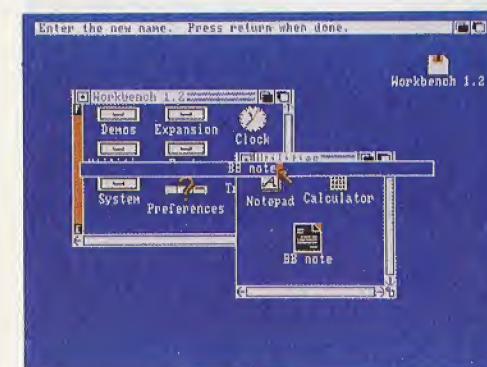 Enter the new name. Press return when done.
Workbench 1.2
Workbench 1.2
Demos Expansion Clock
Utilities
BB note
System Preferences
Notepad Calculator
BB note